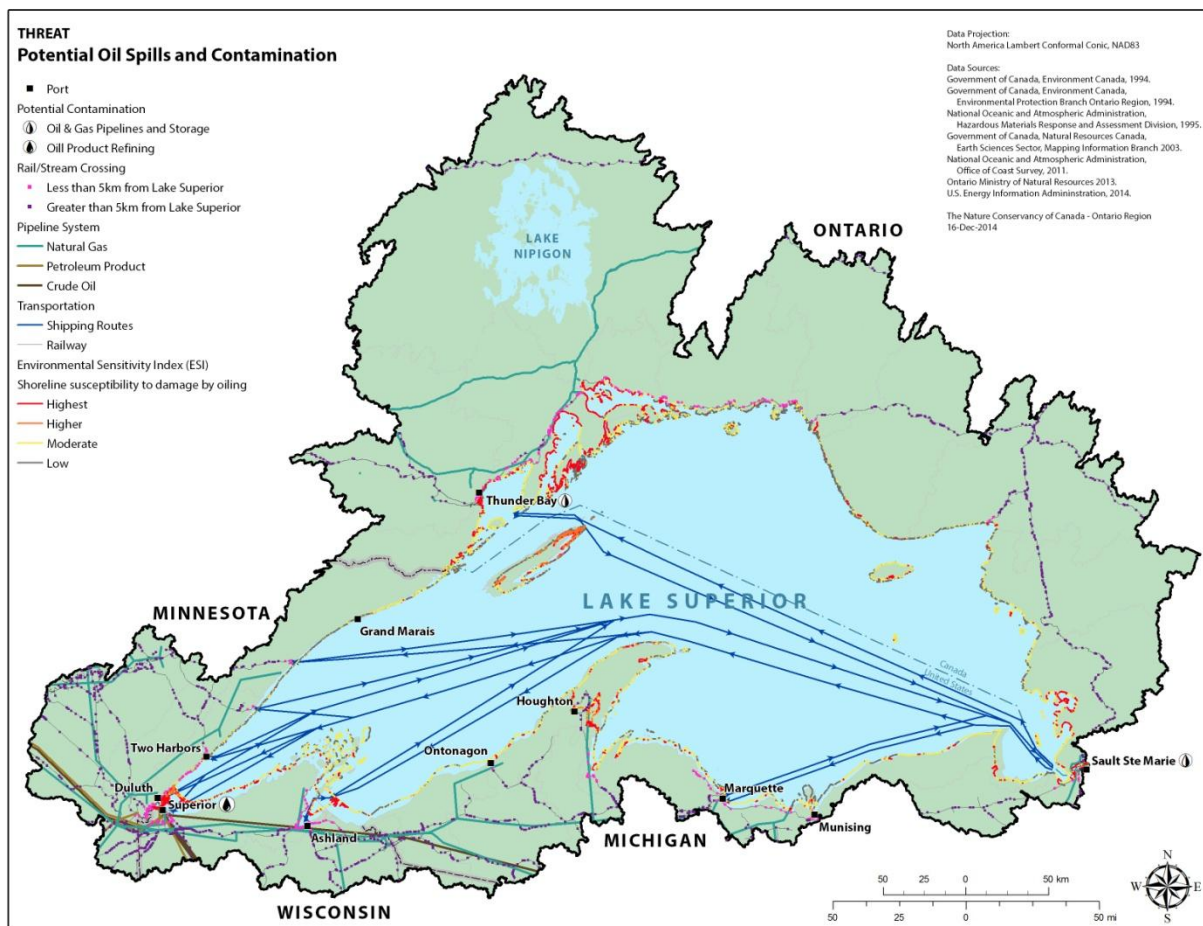 THREAT
Potential Oil Spills and Contamination
Port
Potential Contamination
Oil & Gas Pipelines and Storage
Oill Product Refining
Rail/Stream Crossing
Less than 5km from Lake Superior
Greater than 5km from Lake Superior
Pipeline System
Natural Gas
Petroleum Product
Crude Oil
Transportation
Shipping Routes
Railway
Environmental Sensitivity Index (ESI)
Shoreline susceptibility to damage by oiling
Highest
Higher
Moderate
Low
Data Projection:
North America Lambert Conformal Conic, NAD83
Data Sources:
Government of Canada, Environment Canada, 1994.
Government of Canada, Environment Canada,
Environmental Protection Branch Ontario Region, 1994.
National Oceanic and Atmospheric Administration,
Hazardous Materials Response and Assessment Division, 1995.
Government of Canada, Natural Resources Canada,
Earth Sciences Sector, Mapping Information Branch 2003.
National Oceanic and Atmospheric Administration,
Office of Coast Survey, 2011.
Ontario Ministry of Natural Resources 2013.
U.S. Energy Information Admininstration, 2014.
The Nature Conservancy of Canada - Ontario Region
16-Dec-2014
LAKE
NIPIGON
ONTARIO
Thunder Bay
MINNESOTA
LAKE SUPERIOR
Grand Marais
Canada
United States
Houghton
Two Harbors
Ontonagon
Sault Ste Marie
Duluth
Superior
Marquette
Munising
Ashland
MICHIGAN
WISCONSIN
50 25 0 50 km
50 25 0 50 mi
N
W E
S